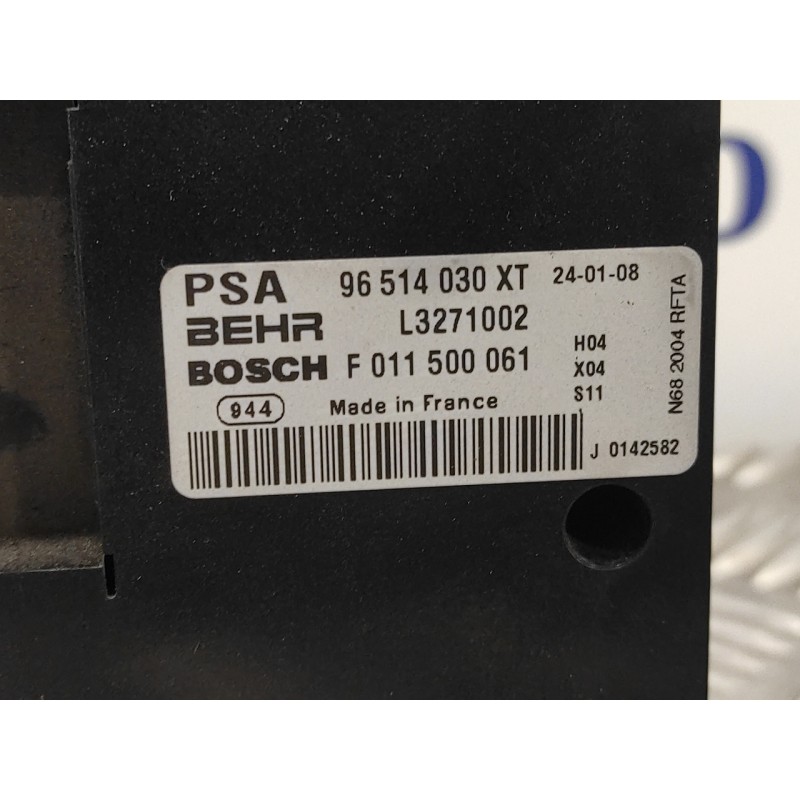 PSA 96 514 030 XT 24-01-08
BEHR L3271002
BOSCH F 011 500 061
H04
X04
S11
944 Made in France
J 0142582
N68 2004 RFTA